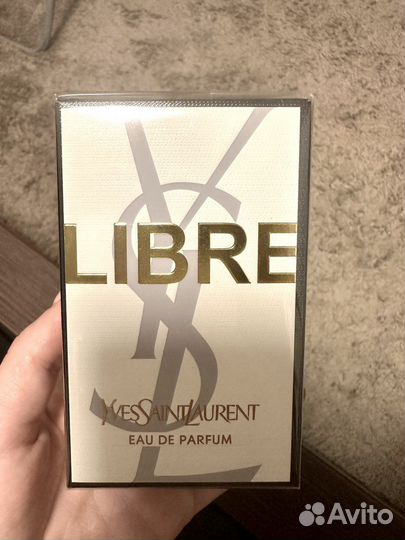 LIBRE
YVESSAINTLAURENT
EAU DE PARFUM
Avito